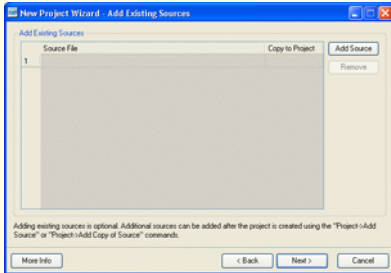 New Project Wizard - Add Existing Sources
Add Existing Sources
Source File
Copy to Project
Add Source
1
Remove
Adding existing sources is optional. Additional sources can be added after the project is created using the "Project->Add
Source" or "Project->Add Copy of Source" commands.
More Info
< Back
Next >
Cancel